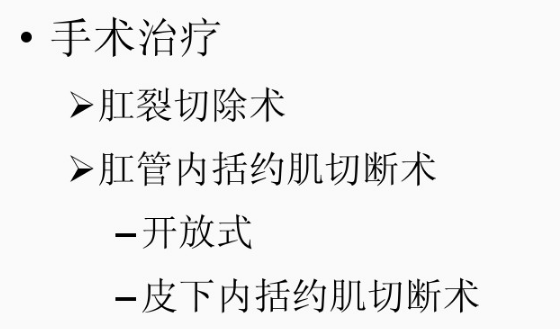 • 手术治疗
➢肛裂切除术
➢肛管内括约肌切断术
–开放式
–皮下内括约肌切断术